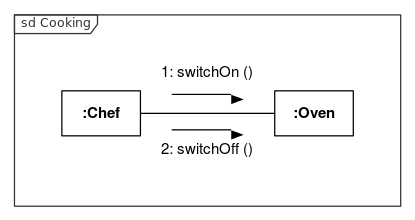 sd Cooking
1: switchOn ()
:Chef
:Oven
2: switchOff ()